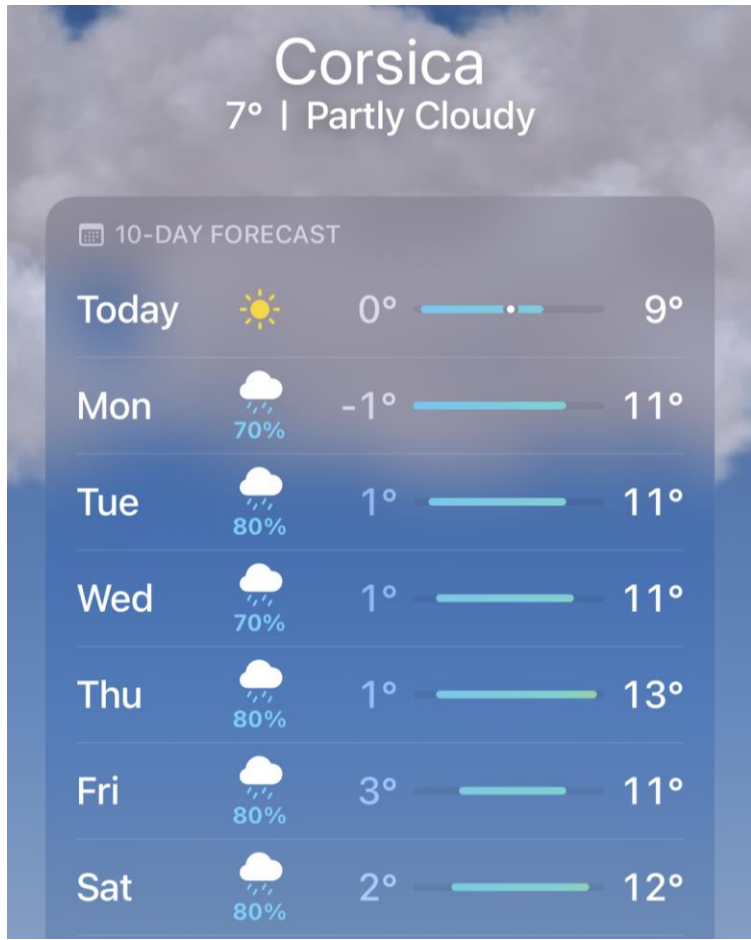 Corsica
7° | Partly Cloudy
10-DAY FORECAST
Today 0° 9°
Mon 70% -1° 11°
Tue 80% 1° 11°
Wed 70% 1° 11°
Thu 80% 1° 13°
Fri 80% 3° 11°
Sat 80% 2° 12°